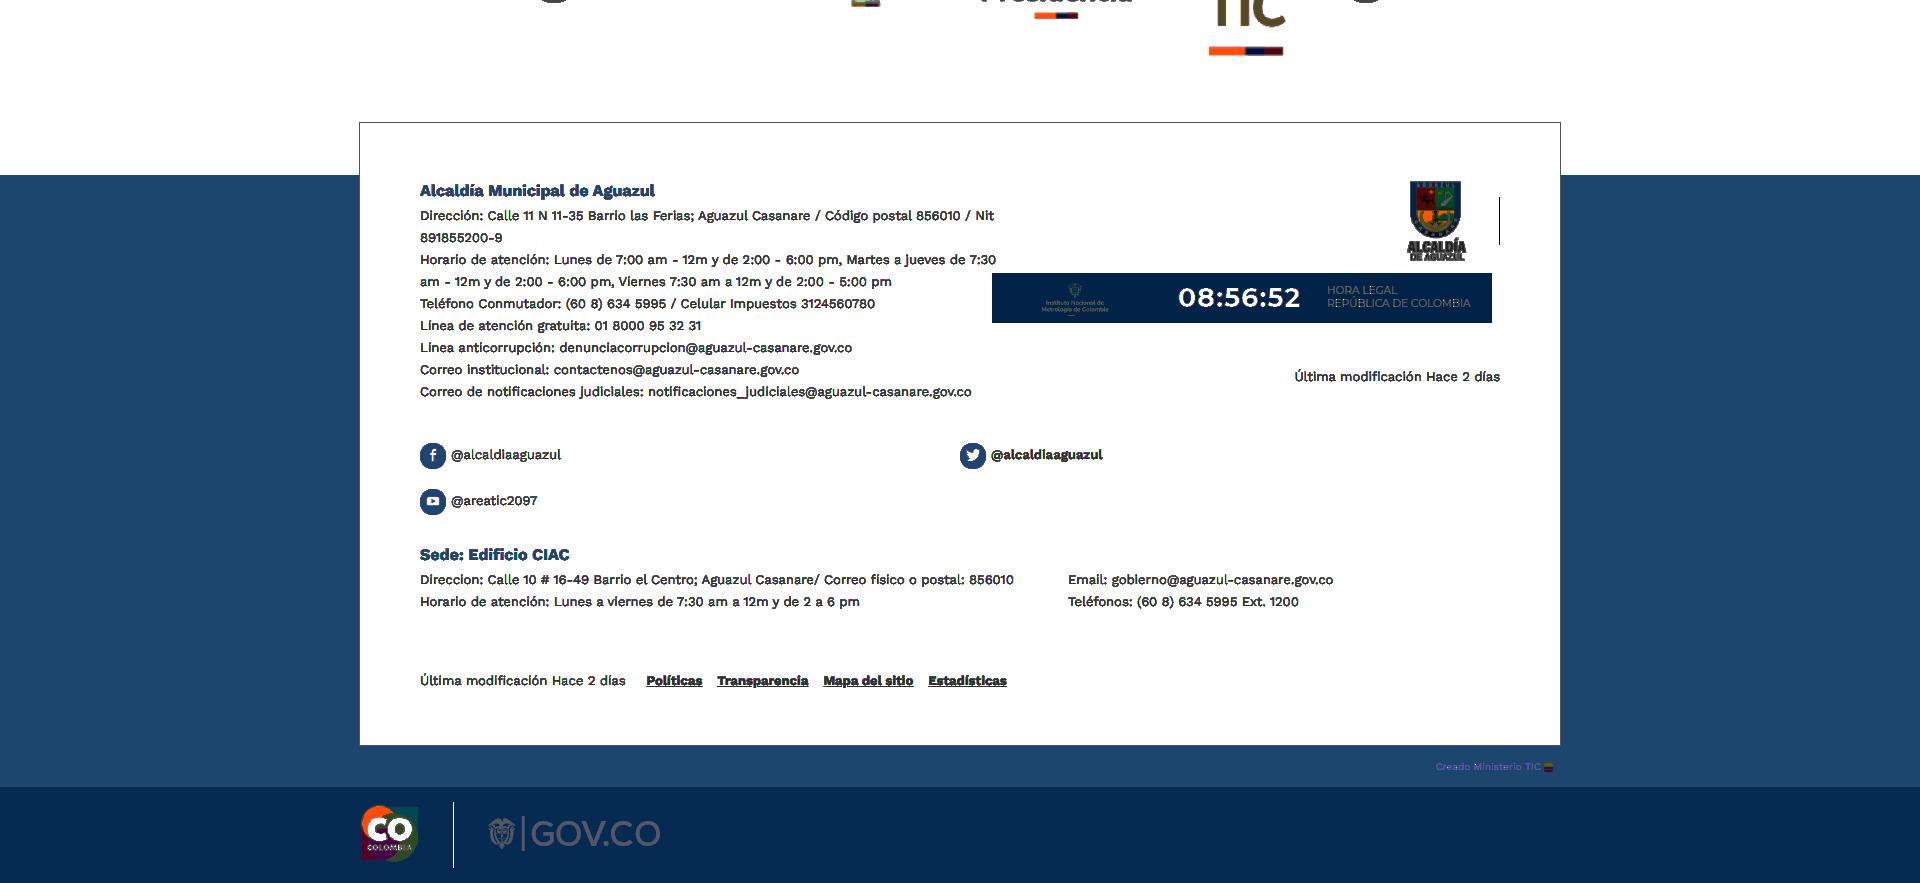 TIC
Alcaldía Municipal de Aguazul
Dirección: Calle 11 N 11-35 Barrio las Ferias; Aguazul Casanare / Código postal 856010 / Nit
891855200-9
Horario de atención: Lunes de 7:00 am - 12m y de 2:00 - 6:00 pm, Martes a jueves de 7:30
am - 12m y de 2:00 - 6:00 pm, Viernes 7:30 am a 12m y de 2:00 - 5:00 pm
Teléfono Conmutador: (60 8) 634 5995 / Celular Impuestos 3124560780
Línea de atención gratuita: 01 8000 95 32 31
Línea anticorrupción: denunciacorrupcion@aguazul-casanare.gov.co
Correo institucional: contactenos@aguazul-casanare.gov.co
Correo de notificaciones judiciales: notificaciones_judiciales@aguazul-casanare.gov.co
AGUAZUL
CASANARE
ALCALDÍA
DE AGUAZUL
Instituto Nacional de
Metrología de Colombia
08:56:52
HORA LEGAL
REPÚBLICA DE COLOMBIA
Última modificación Hace 2 días
@alcaldiaaguazul
@alcaldiaaguazul
@areatic2097
Sede: Edificio CIAC
Direccion: Calle 10 # 16-49 Barrio el Centro; Aguazul Casanare/ Correo físico o postal: 856010
Horario de atención: Lunes a viernes de 7:30 am a 12m y de 2 a 6 pm
Email: gobierno@aguazul-casanare.gov.co
Teléfonos: (60 8) 634 5995 Ext. 1200
Última modificación Hace 2 días Políticas Transparencia Mapa del sitio Estadísticas
Creado Ministerio TIC
CO
COLOMBIA
GOV.CO